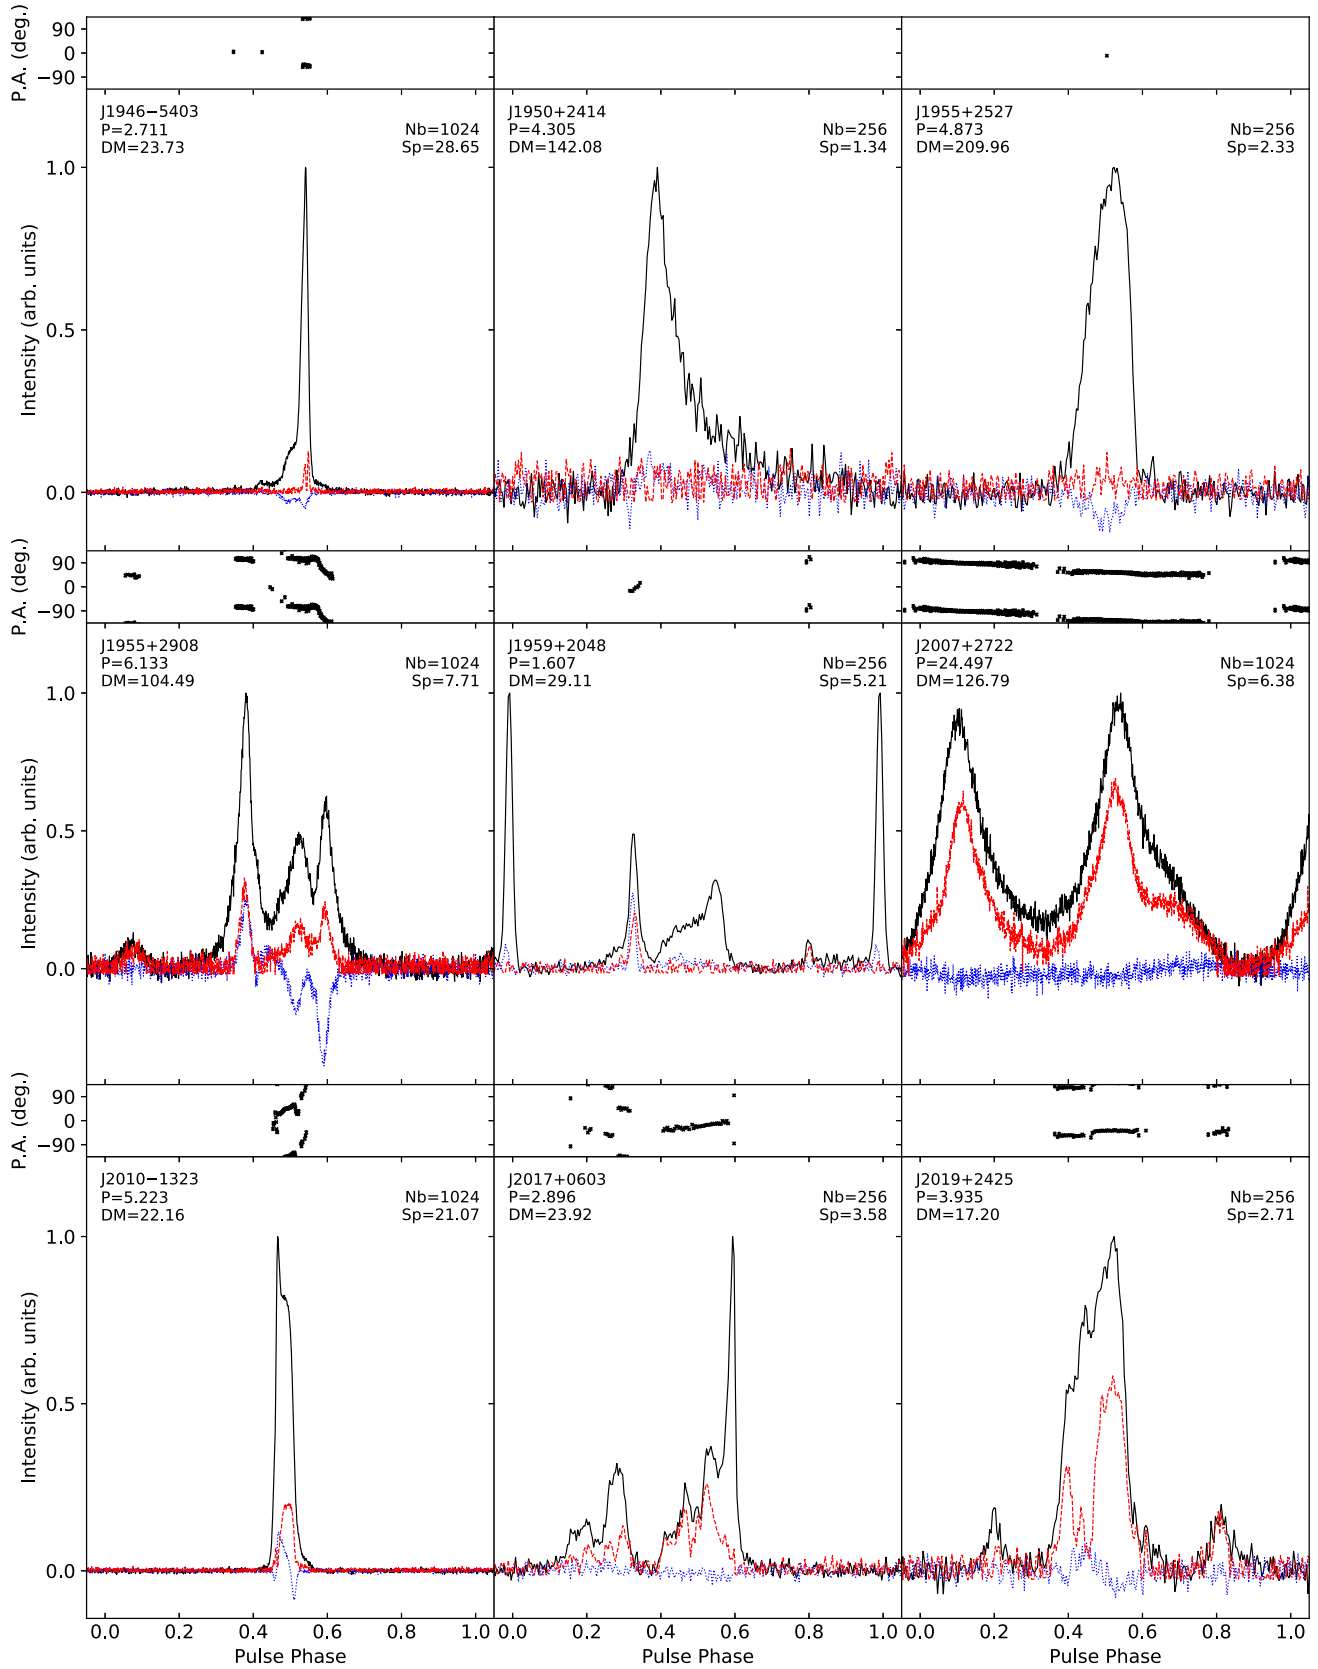 P.A. (deg.)
90
0
−90
J1946−5403
P=2.711
DM=23.73
Nb=1024
Sp=28.65
J1950+2414
P=4.305
DM=142.08
Nb=256
Sp=1.34
J1955+2527
P=4.873
DM=209.96
Nb=256
Sp=2.33
Intensity (arb. units)
1.0
0.5
0.0
P.A. (deg.)
90
0
−90
J1955+2908
P=6.133
DM=104.49
Nb=1024
Sp=7.71
J1959+2048
P=1.607
DM=29.11
Nb=256
Sp=5.21
J2007+2722
P=24.497
DM=126.79
Nb=1024
Sp=6.38
Intensity (arb. units)
1.0
0.5
0.0
P.A. (deg.)
90
0
−90
J2010−1323
P=5.223
DM=22.16
Nb=1024
Sp=21.07
J2017+0603
P=2.896
DM=23.92
Nb=256
Sp=3.58
J2019+2425
P=3.935
DM=17.20
Nb=256
Sp=2.71
Intensity (arb. units)
1.0
0.5
0.0
0.0 0.2 0.4 0.6 0.8 1.0
0.0 0.2 0.4 0.6 0.8 1.0
0.0 0.2 0.4 0.6 0.8 1.0
Pulse Phase
Pulse Phase
Pulse Phase